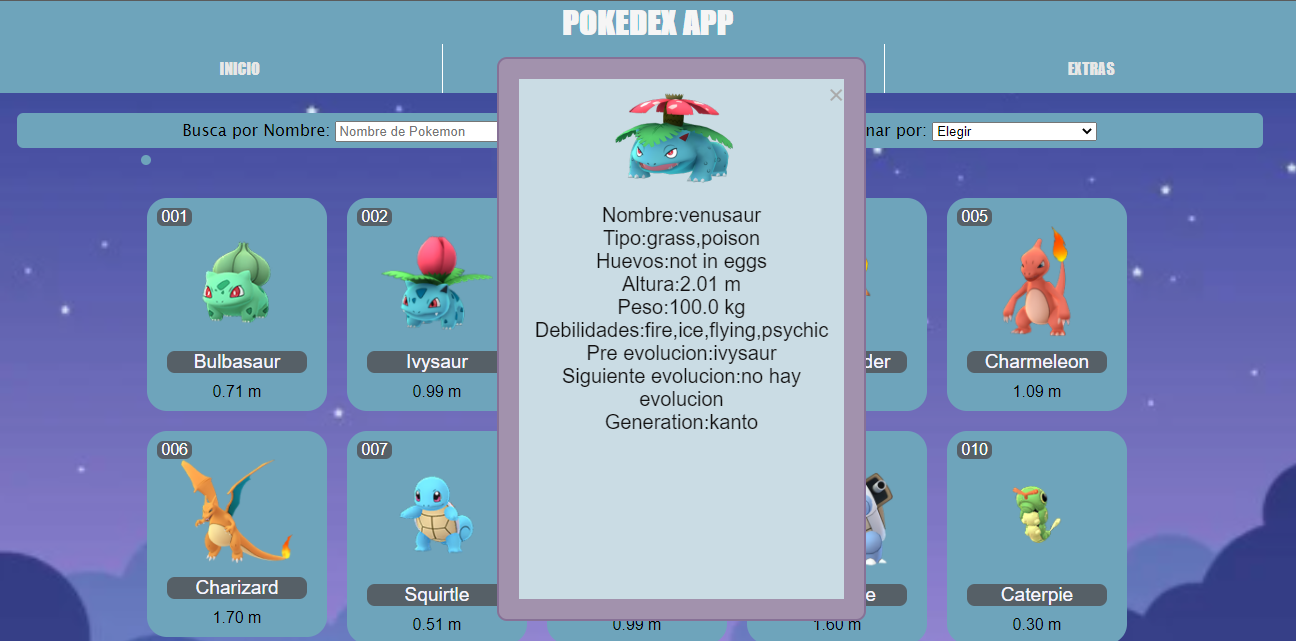 POKEDEX APP
INICIO
EXTRAS
Busca por Nombre: Nombre de Pokemon
por: Elegir
×
Nombre:venusaur
Tipo:grass,poison
Huevos:not in eggs
Altura:2.01 m
Peso:100.0 kg
Debilidades:fire,ice,flying,psychic
Pre evolucion:ivysaur
Siguiente evolucion:no hay
evolucion
Generation:kanto
001
Bulbasaur
0.71 m
002
Ivysaur
0.99 m
005
Charmeleon
1.09 m
006
Charizard
1.70 m
007
Squirtle
0.51 m
0.99 m
1.60 m
010
Caterpie
0.30 m